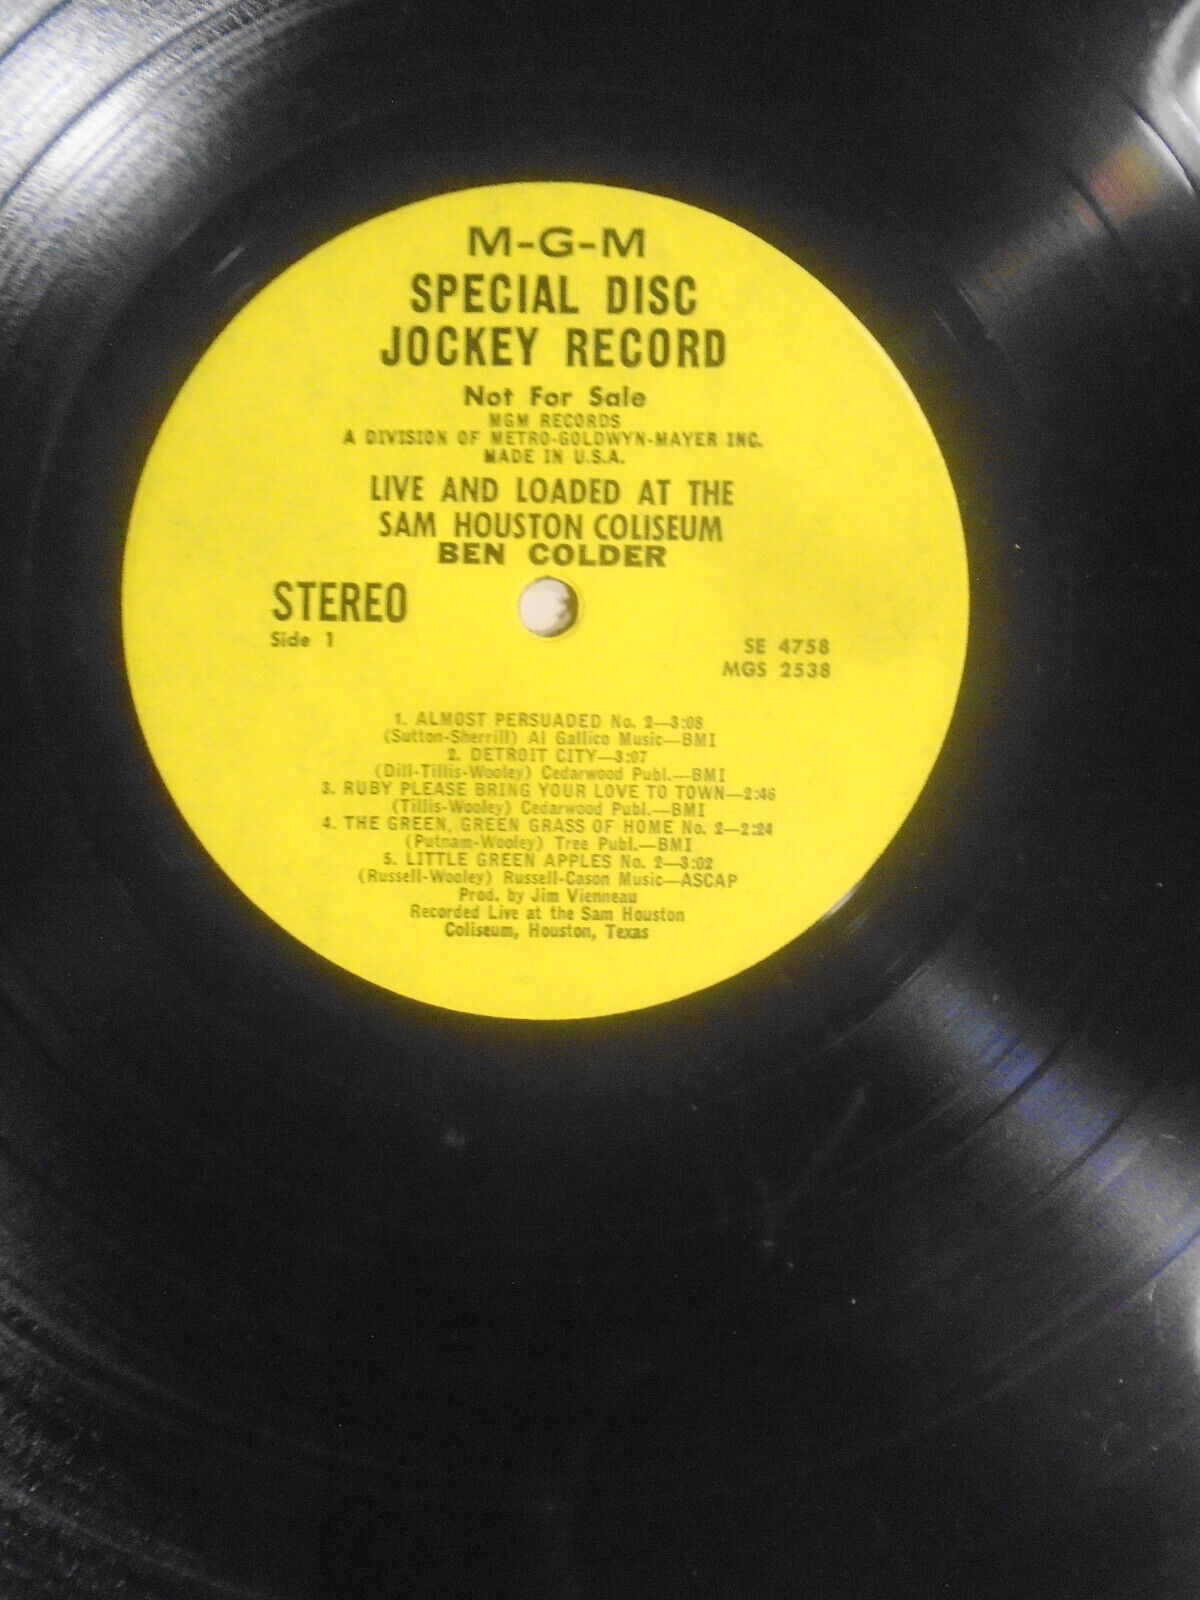 M-G-M
SPECIAL DISC
JOCKEY RECORD
Not For Sale
MGM RECORDS
A DIVISION OF METRO-GOLDWYN-MAYER INC.
MADE IN U.S.A.
LIVE AND LOADED AT THE
SAM HOUSTON COLISEUM
BEN COLDER
STEREO
Side 1
SE 4758
MGS 2538
1. ALMOST PERSUADED No. 2—3:08
(Sutton-Sherrill) Al Gallico Music—BMI
2. DETROIT CITY—3:07
(Dill-Tillis-Wooley) Cedarwood Publ.—BMI
3. RUBY PLEASE BRING YOUR LOVE TO TOWN—2:46
(Tillis-Wooley) Cedarwood Publ.—BMI
4. THE GREEN, GREEN GRASS OF HOME No. 2—2:24
(Putnam-Wooley) Tree Publ.—BMI
5. LITTLE GREEN APPLES No. 2—3:02
(Russell-Wooley) Russell-Cason Music—ASCAP
Prod. by Jim Vienneau
Recorded Live at the Sam Houston
Coliseum, Houston, Texas